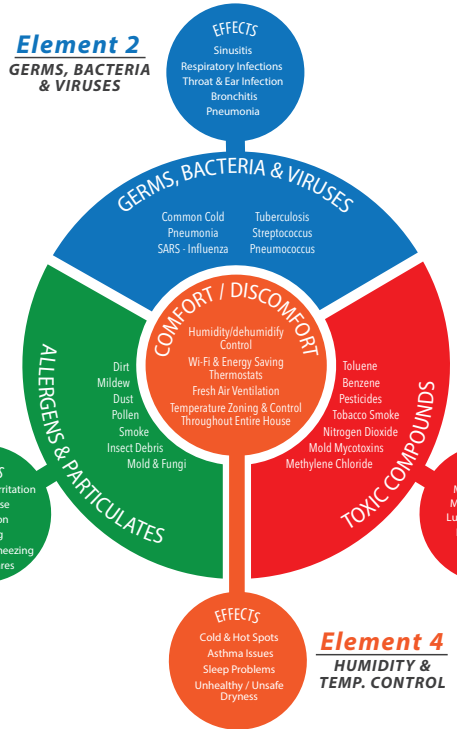 Element 2
GERMS, BACTERIA
& VIRUSES
EFFECTS
Sinusitis
Respiratory Infections
Throat & Ear Infection
Bronchitis
Pneumonia
GERMS, BACTERIA & VIRUSES
Common Cold
Pneumonia
SARS - Influenza
Tuberculosis
Streptococcus
Pneumococcus
COMFORT / DISCOMFORT
Humidity/dehumidify
Control
Wi-Fi & Energy Saving
Thermostats
Fresh Air Ventilation
Temperature Zoning & Control
Throughout Entire House
ALLERGENS & PARTICULATES
Dirt
Mildew
Dust
Pollen
Smoke
Insect Debris
Mold & Fungi
TOXIC COMPOUNDS
Toluene
Benzene
Pesticides
Tobacco Smoke
Nitrogen Dioxide
Mold Mycotoxins
Methylene Chloride
EFFECTS
Cold & Hot Spots
Asthma Issues
Sleep Problems
Unhealthy / Unsafe
Dryness
Element 4
HUMIDITY &
TEMP. CONTROL